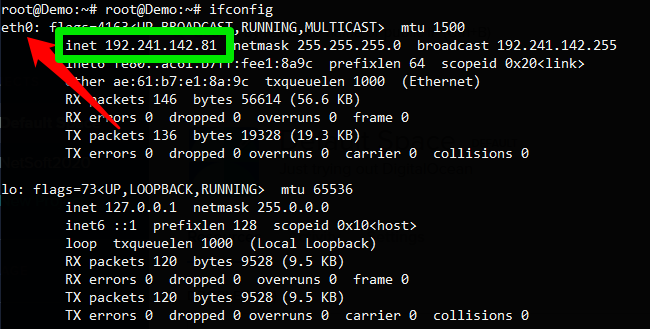 root@Demo:~# root@Demo:~# ifconfig
eth0: flags=4163<UP,BROADCAST,RUNNING,MULTICAST> mtu 1500
inet 192.241.142.81 netmask 255.255.255.0 broadcast 192.241.142.255
prefixlen 64 scopeid 0x20<link>
ether ae:61:b7:e1:8a:9c txqueuelen 1000 (Ethernet)
RX packets 146 bytes 56614 (56.6 KB)
RX errors 0 dropped 0 overruns 0 frame 0
TX packets 136 bytes 19328 (19.3 KB)
TX errors 0 dropped 0 overruns 0 carrier 0 collisions 0
lo: flags=73<UP,LOOPBACK,RUNNING> mtu 65536
inet 127.0.0.1 netmask 255.0.0.0
inet6 ::1 prefixlen 128 scopeid 0x10<host>
loop txqueuelen 1000 (Local Loopback)
RX packets 120 bytes 9528 (9.5 KB)
RX errors 0 dropped 0 overruns 0 frame 0
TX packets 120 bytes 9528 (9.5 KB)
TX errors 0 dropped 0 overruns 0 carrier 0 collisions 0